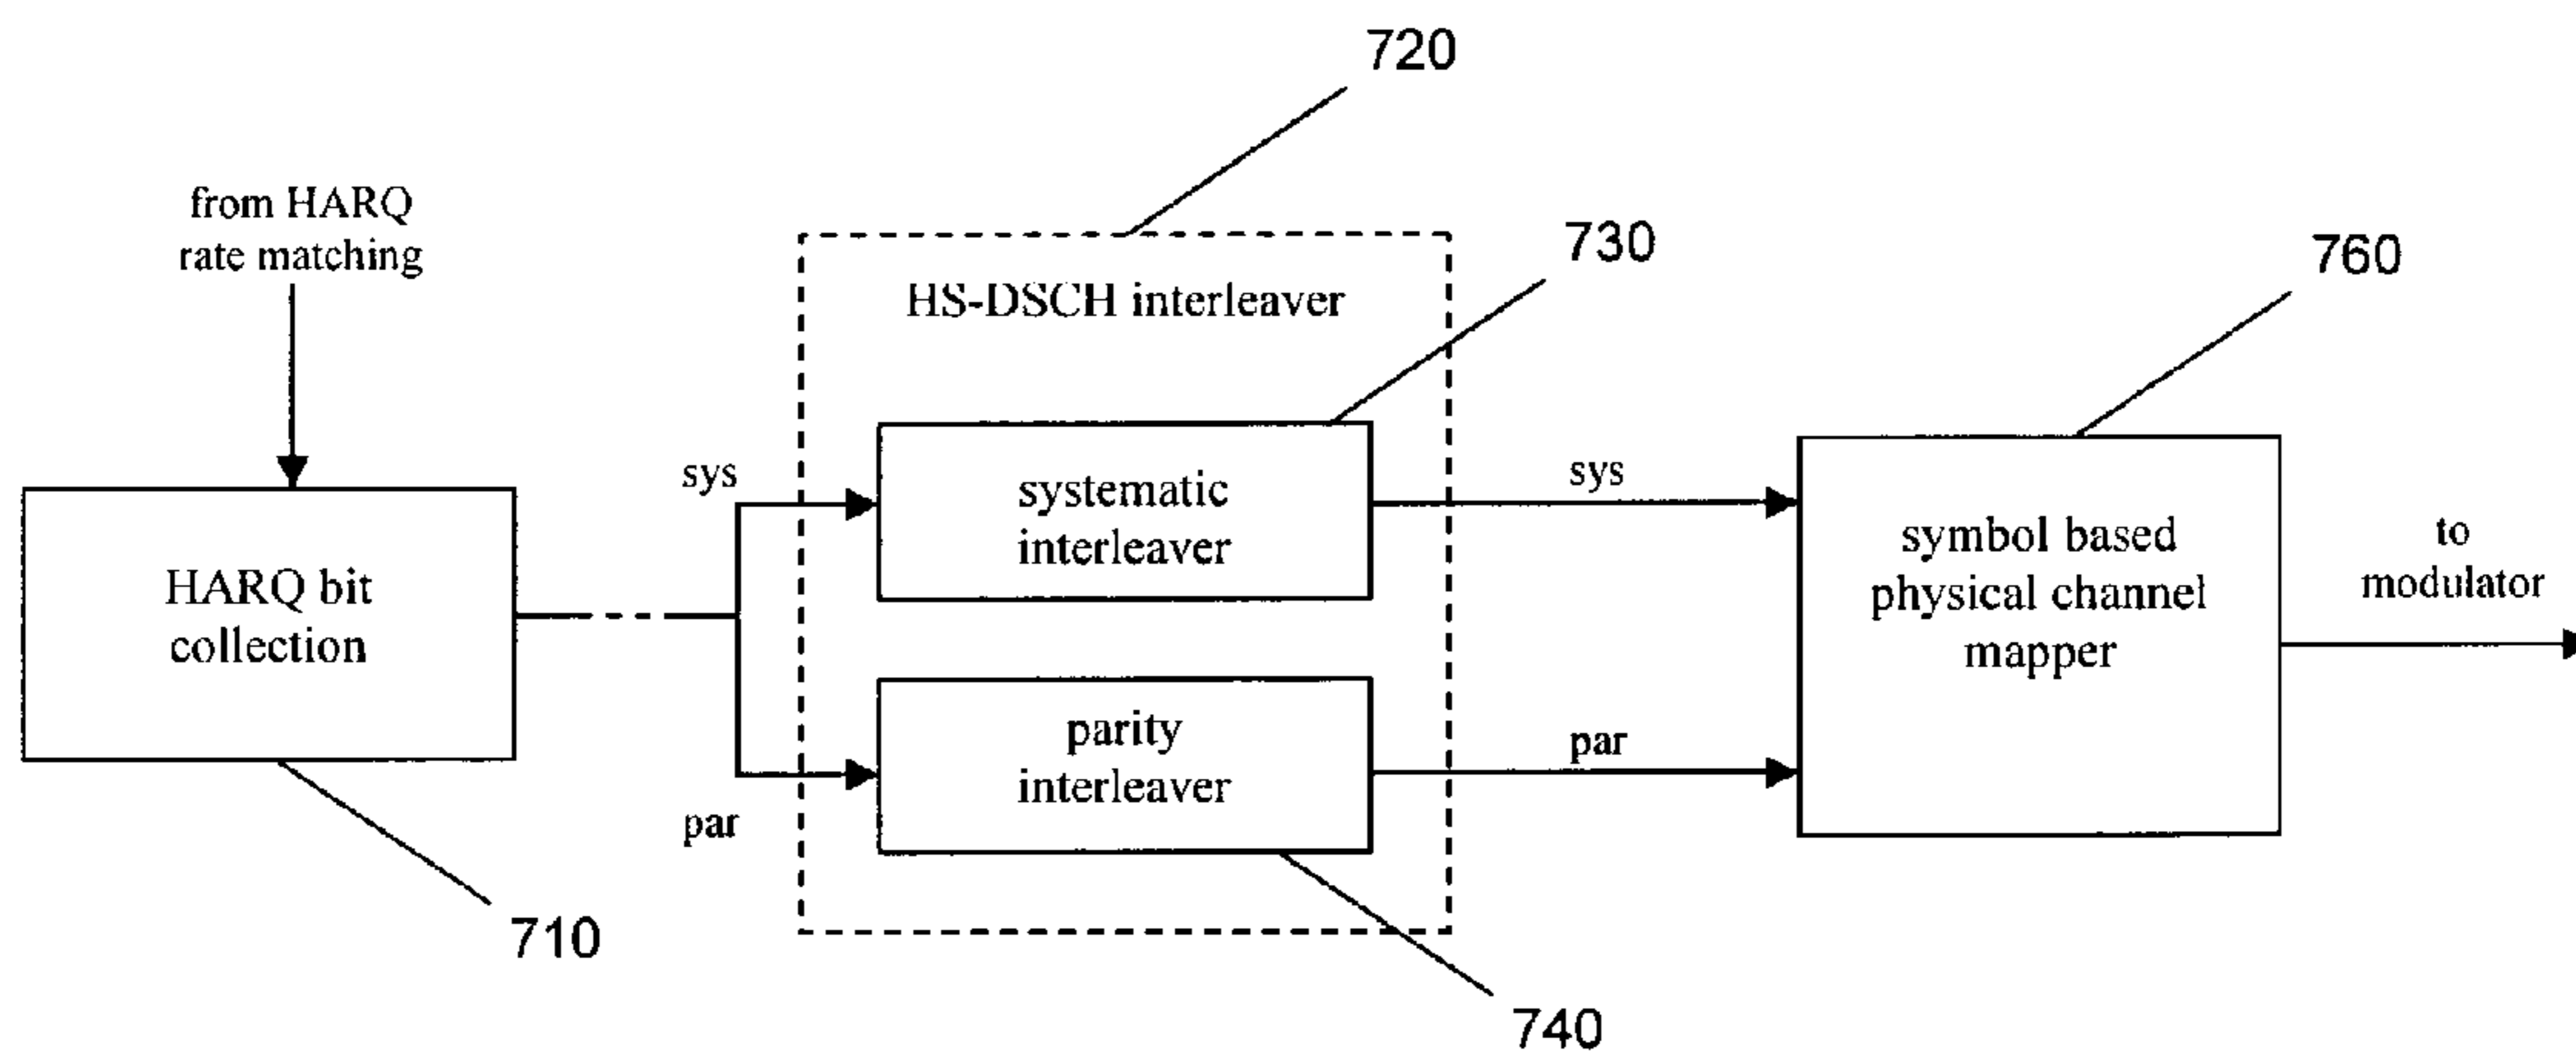 720
from HARQ
rate matching
730
760
HS-DSCH interleaver
sys
systematic
interleaver
sys
symbol based
physical channel
mapper
to
modulator
HARQ bit
collection
parity
interleaver
par
par
710
740